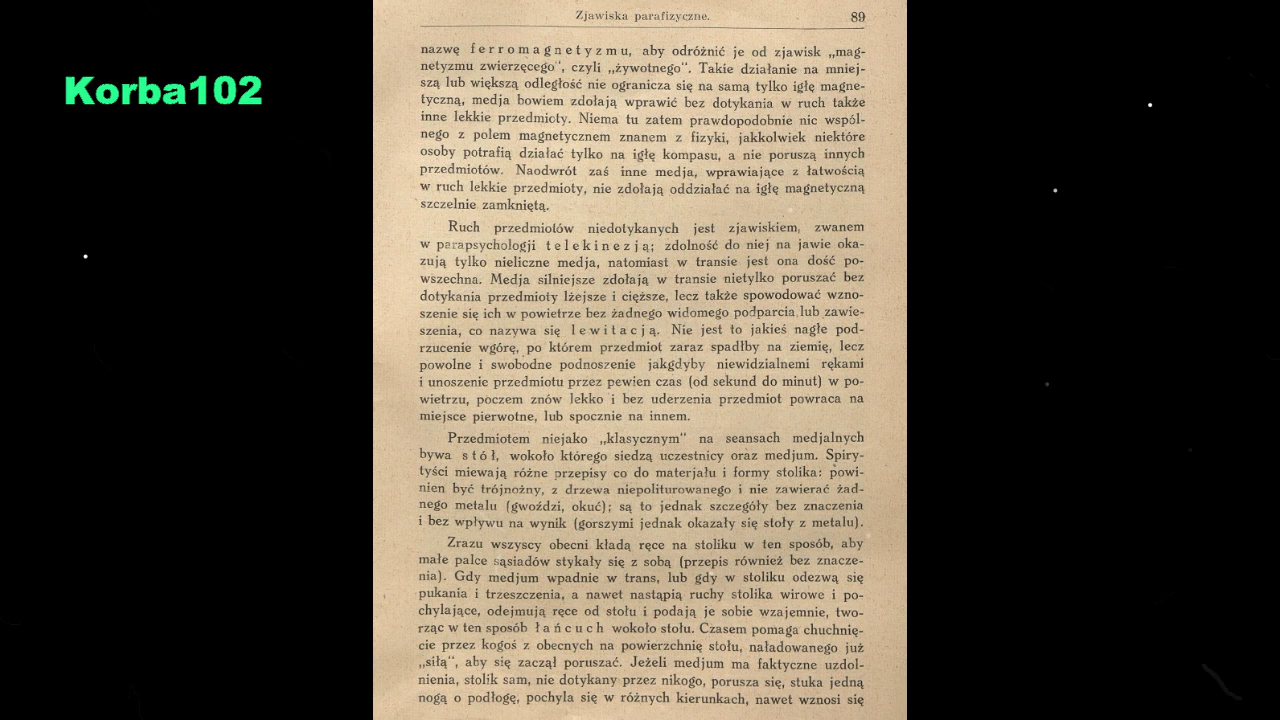 Korba102
Zjawiska parafizyczne. 89
nazwę ferromagnetyzmu, aby odróżnić je od zjawisk „mag-
netyzmu zwierzęcego", czyli „żywotnego". Takie działanie na mniej-
szą lub większą odległość nie ogranicza się na samą tylko igłę magne-
tyczną, medja bowiem zdołają wprawić bez dotykania w ruch także
inne lekkie przedmioty. Niema tu zatem prawdopodobnie nic wspól-
nego z polem magnetycznem znanem z fizyki, jakkolwiek niektóre
osoby potrafią działać tylko na igłę kompasu, a nie poruszą innych
przedmiotów. Naodwrót zaś inne medja, wprawiające z łatwością
w ruch lekkie przedmioty, nie zdołają oddziałać na igłę magnetyczną
szczelnie zamkniętą.
Ruch przedmiotów niedotykanych jest zjawiskiem, zwanem
w parapsychologji telekinezją; zdolność do niej na jawie oka-
zują tylko nieliczne medja, natomiast w transie jest ona dość po-
wszechna. Medja silniejsze zdołają w transie nietylko poruszać bez
dotykania przedmioty lżejsze i cięższe, lecz także spowodować wzno-
szenie się ich w powietrze bez żadnego widomego podparcia lub zawie-
szenia, co nazywa się lewitacją. Nie jest to jakieś nagłe pod-
rzucenie wgórę, po którem przedmiot zaraz spadłby na ziemię, lecz
powolne i swobodne podnoszenie jakgdyby niewidzialnemi rękami
i unoszenie przedmiotu przez pewien czas (od sekund do minut) w po-
wietrzu, poczem znów lekko i bez uderzenia przedmiot powraca na
miejsce pierwotne, lub spocznie na innem.
Przedmiotem niejako „klasycznym" na seansach medjalnych
bywa stół, wokoło którego siedzą uczestnicy oraz medjum. Spiry-
tyści miewają różne przepisy co do materjału i formy stolika: powi-
nien być trójnożny, z drzewa niepoliturowanego i nie zawierać żad-
nego metalu (gwoździ, okuć); są to jednak szczegóły bez znaczenia
i bez wpływu na wynik (gorszymi jednak okazały się stoły z metalu).
Zrazu wszyscy obecni kładą ręce na stoliku w ten sposób, aby
małe palce sąsiadów stykały się z sobą (przepis również bez znacze-
nia). Gdy medjum wpadnie w trans, lub gdy w stoliku odezwą się
pukania i trzeszczenia, a nawet nastąpią ruchy stolika wirowe i po-
chylające, odejmują ręce od stołu i podają je sobie wzajemnie, two-
rząc w ten sposób łańcuch wokoło stołu. Czasem pomaga chuchnię-
cie przez kogoś z obecnych na powierzchnię stołu, naładowanego już
„siłą", aby się zaczął poruszać. Jeżeli medjum ma faktyczne uzdol-
nienia, stolik sam, nie dotykany przez nikogo, porusza się, stuka jedną
nogą o podłogę, pochyla się w różnych kierunkach, nawet wznosi się